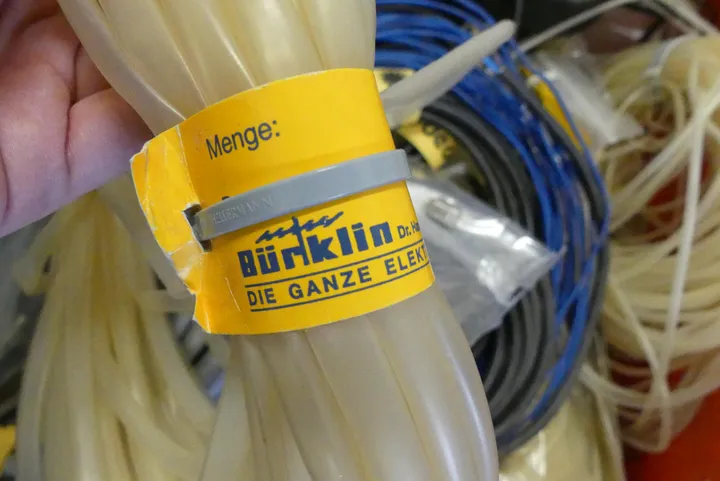 Menge:
Bürklin Dr.
DIE GANZE ELEKT